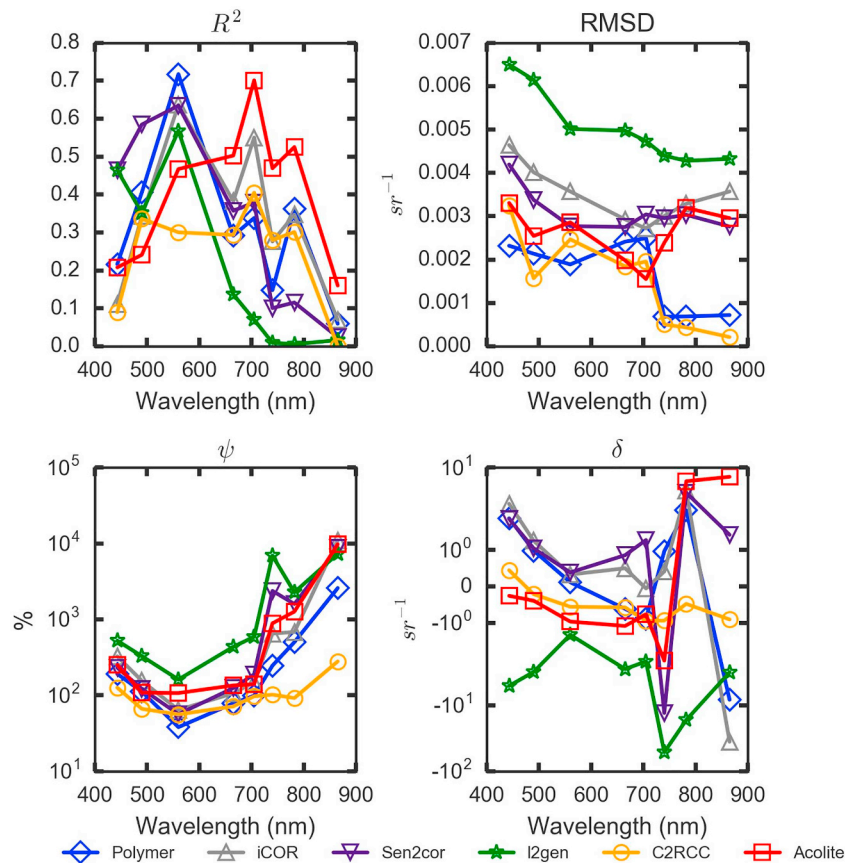 R²
0.8
0.7
0.6
0.5
0.4
0.3
0.2
0.1
0.0
400 500 600 700 800 900
Wavelength (nm)
RMSD
sr⁻¹
0.007
0.006
0.005
0.004
0.003
0.002
0.001
0.000
400 500 600 700 800 900
Wavelength (nm)
ψ
%
10⁵
10⁴
10³
10²
10¹
400 500 600 700 800 900
Wavelength (nm)
δ
sr⁻¹
10¹
10⁰
0
-10⁰
-10¹
-10²
400 500 600 700 800 900
Wavelength (nm)
Polymer iCOR Sen2cor l2gen C2RCC Acolite